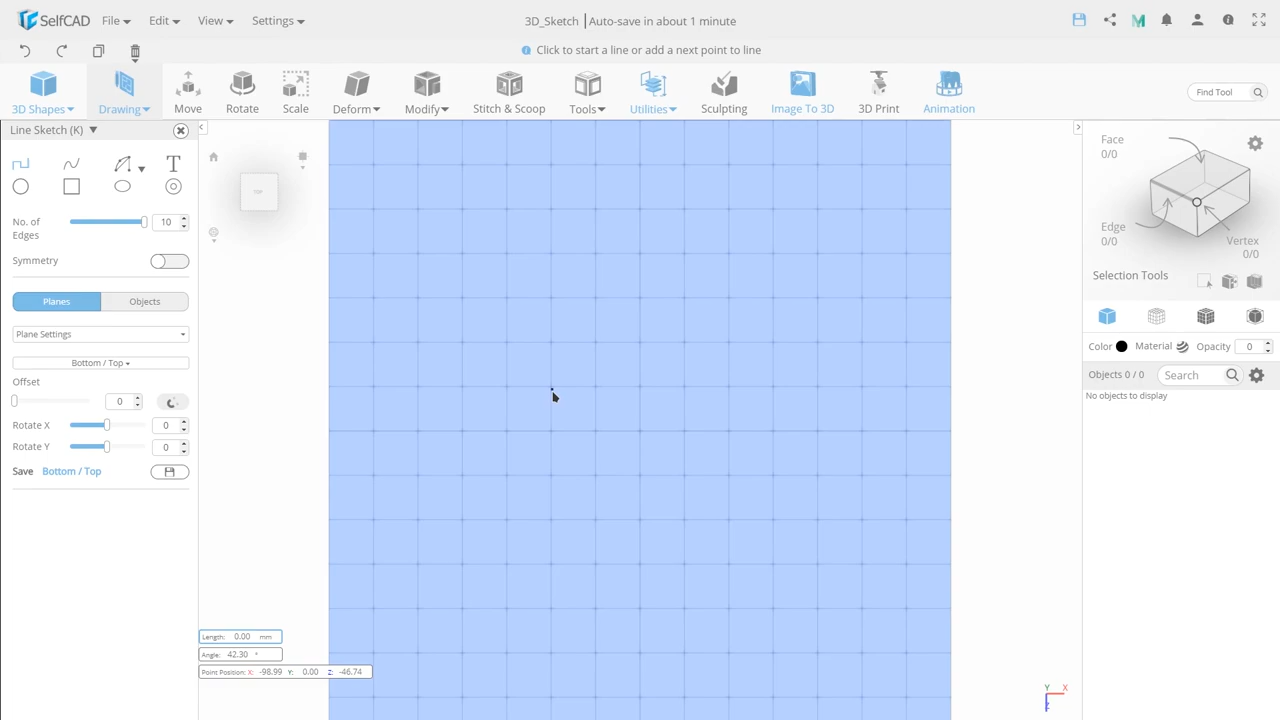 SelfCAD File Edit View Settings 3D_Sketch Auto-save in about 1 minute
Click to start a line or add a next point to line
3D Shapes Drawing Move Rotate Scale Deform Modify Stitch & Scoop Tools Utilities Sculpting Image To 3D 3D Print Animation Find Tool
Line Sketch (K)
T
No. of Edges 10
Symmetry
Planes Objects
Plane Settings
Bottom / Top
Offset
0
Rotate X 0
Rotate Y 0
Save Bottom / Top
TOP
Length: 0.00 mm
Angle: 42.30 °
Point Position: X: -98.99 Y: 0.00 Z: -46.74
Y X
Z
Face
0/0
Edge
0/0
Vertex
0/0
Selection Tools
Color Material Opacity 0
Objects 0 / 0 Search
No objects to display